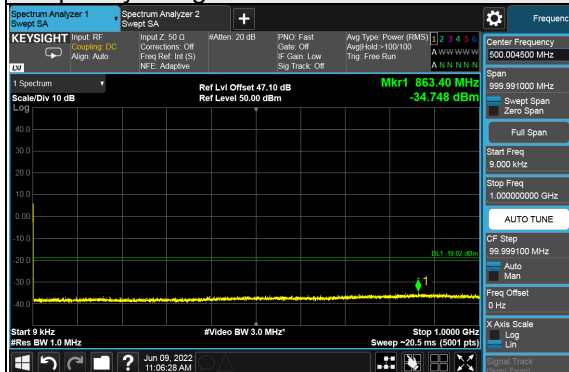 Spectrum Analyzer 1
Swept SA
Spectrum Analyzer 2
Swept SA
+
Frequenc
KEYSIGHT
Input: RF
Coupling: DC
Align: Auto
Input Z: 50 Ω
Corrections: Off
Freq Ref: Int (S)
NFE: Adaptive
#Atten: 20 dB
PNO: Fast
Gate: Off
IF Gain: Low
Sig Track: Off
Avg Type: Power (RMS)
Avg|Hold:>100/100
Trig: Free Run
1 2 3 4 5 6
A W W W W W
A N N N N N
LXI
1 Spectrum
Scale/Div 10 dB
Log
Ref Lvl Offset 47.10 dB
Ref Level 50.00 dBm
Mkr1 863.40 MHz
-34.748 dBm
40.0
30.0
20.0
10.0
0.00
-10.0
-20.0
-30.0
-40.0
DL1 -19.02 dBm
1
Start 9 kHz
#Res BW 1.0 MHz
#Video BW 3.0 MHz*
Stop 1.0000 GHz
Sweep ~20.5 ms (5001 pts)
Center Frequency
500.004500 MHz
Span
999.991000 MHz
Swept Span
Zero Span
Full Span
Start Freq
9.000 kHz
Stop Freq
1.000000000 GHz
AUTO TUNE
CF Step
99.999100 MHz
Auto
Man
Freq Offset
0 Hz
X Axis Scale
Log
Lin
Signal Track
?
Jun 09, 2022
11:06:28 AM